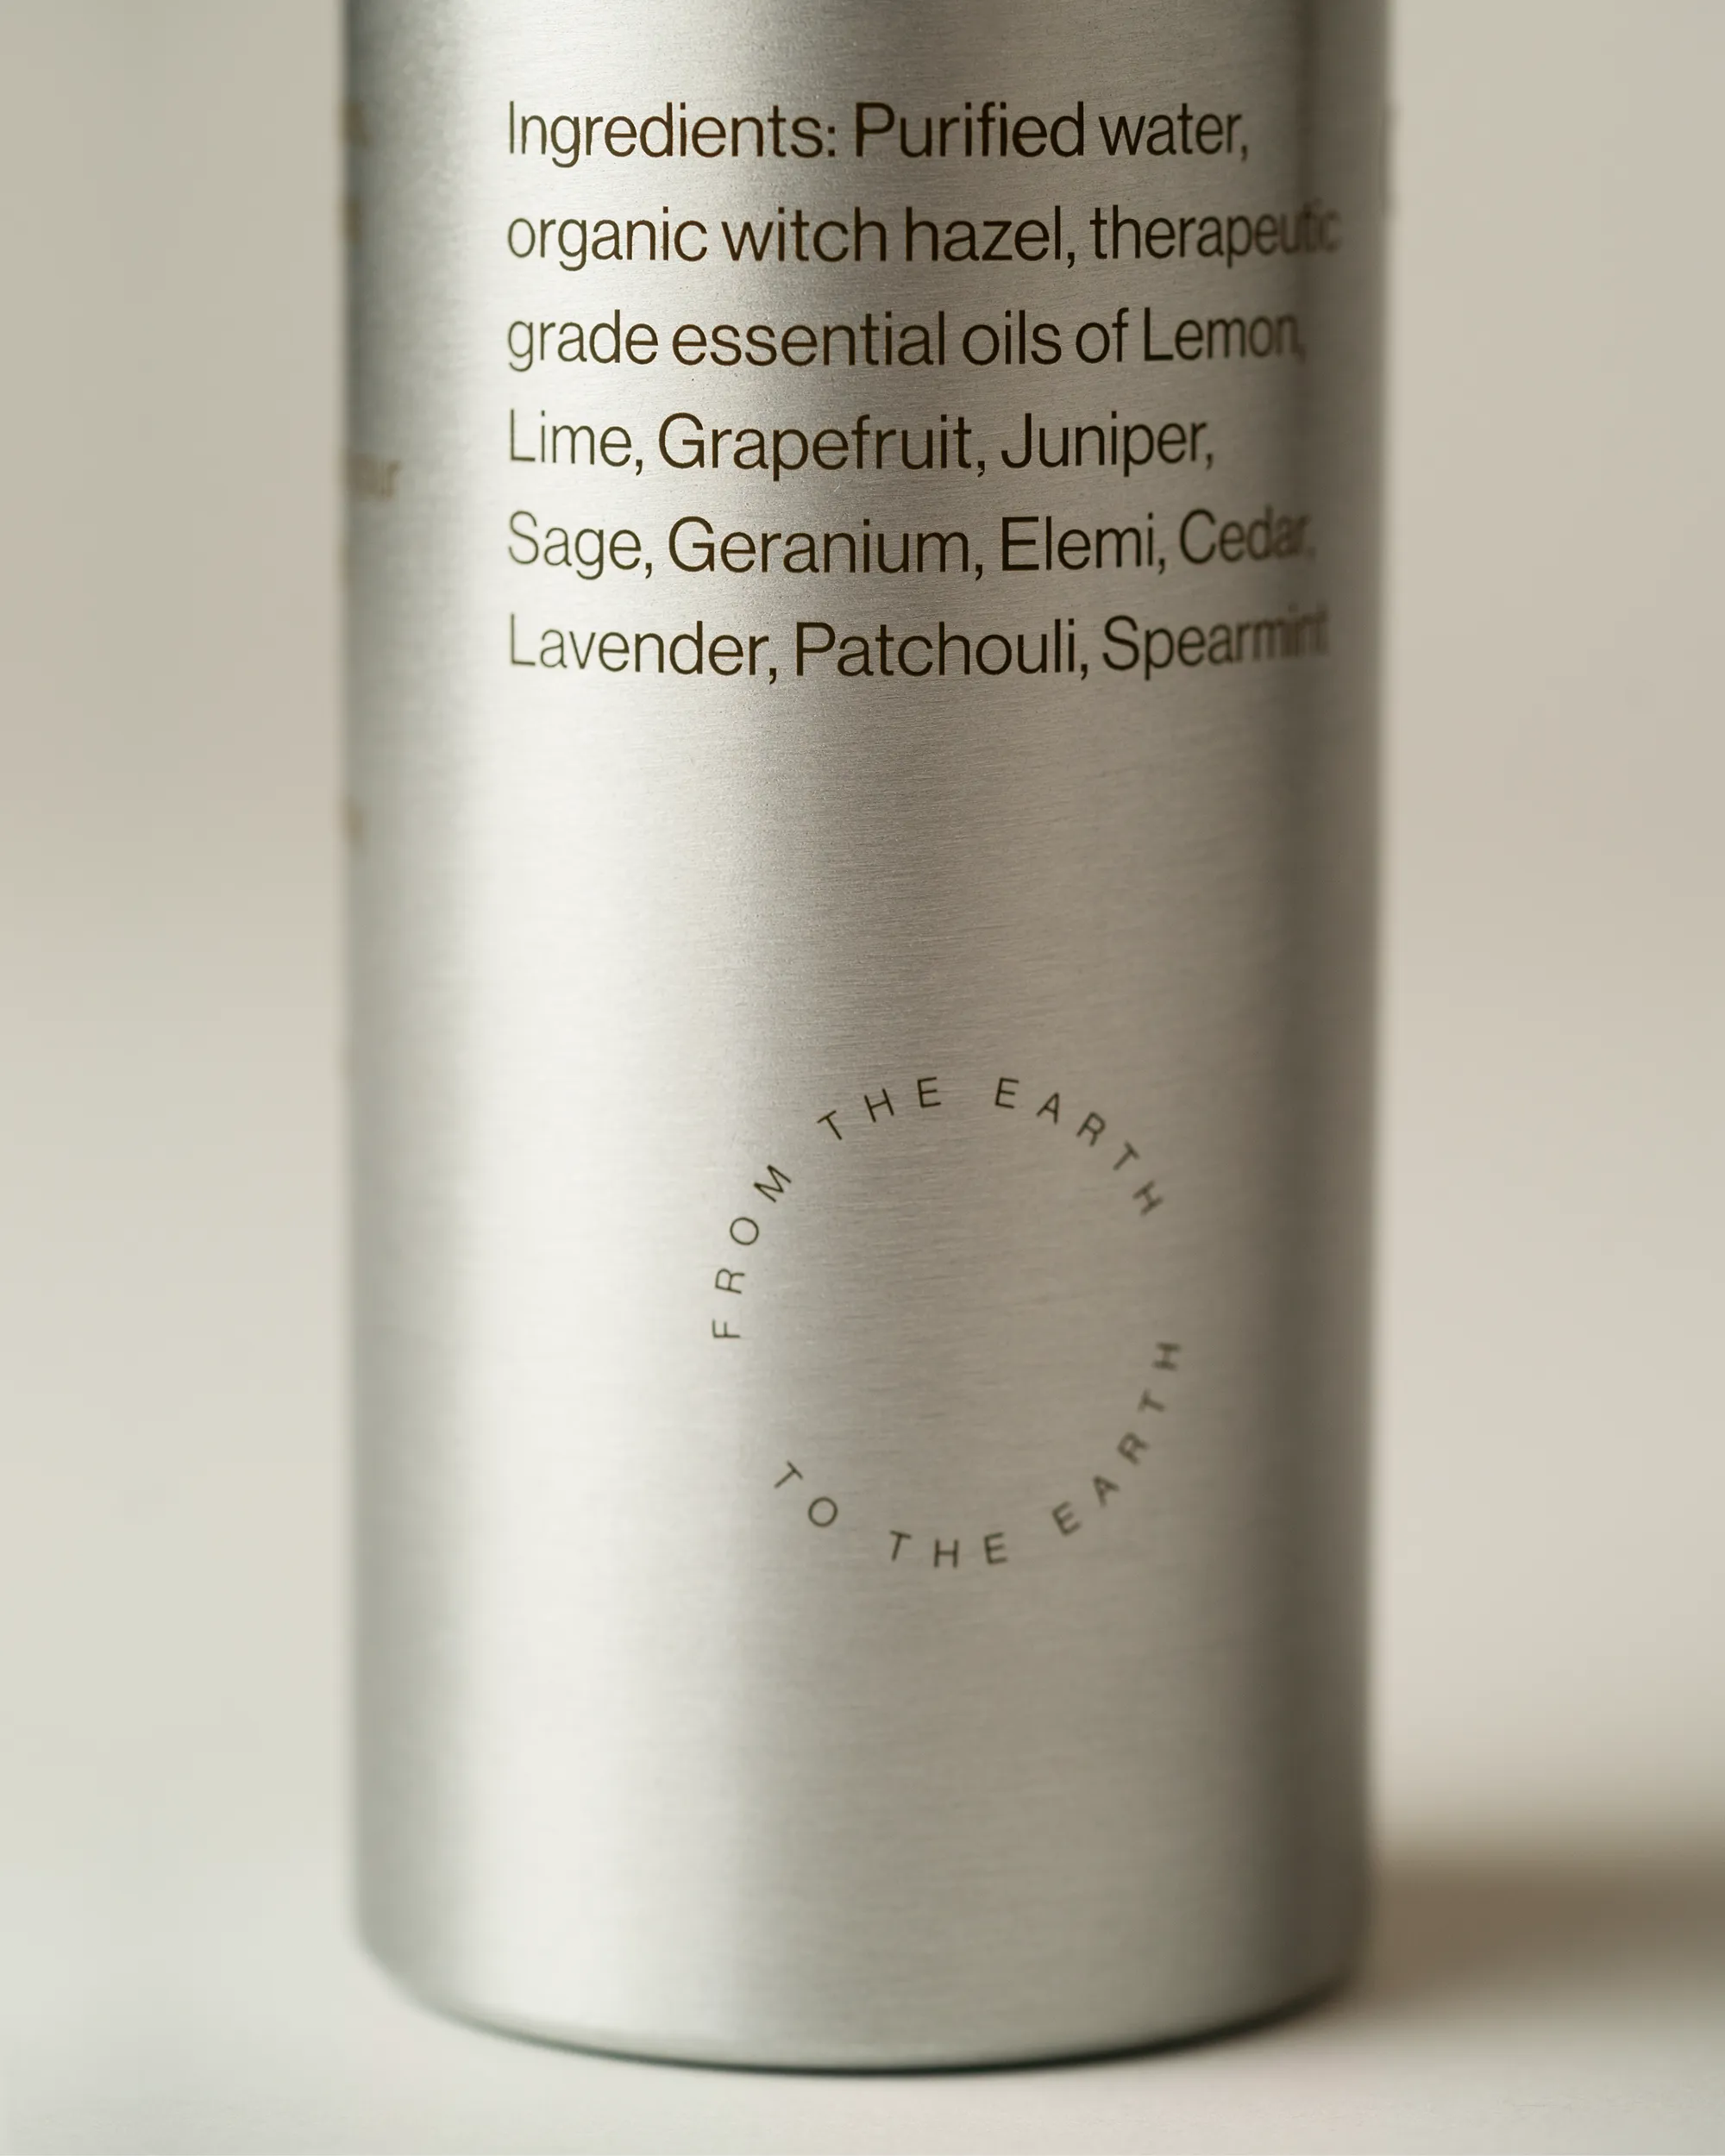 Ingredients: Purified water,
organic witch hazel, therapeutic
grade essential oils of Lemon,
Lime, Grapefruit, Juniper,
Sage, Geranium, Elemi, Cedar,
Lavender, Patchouli, Spearmint
FROM THE EARTH
TO THE EARTH